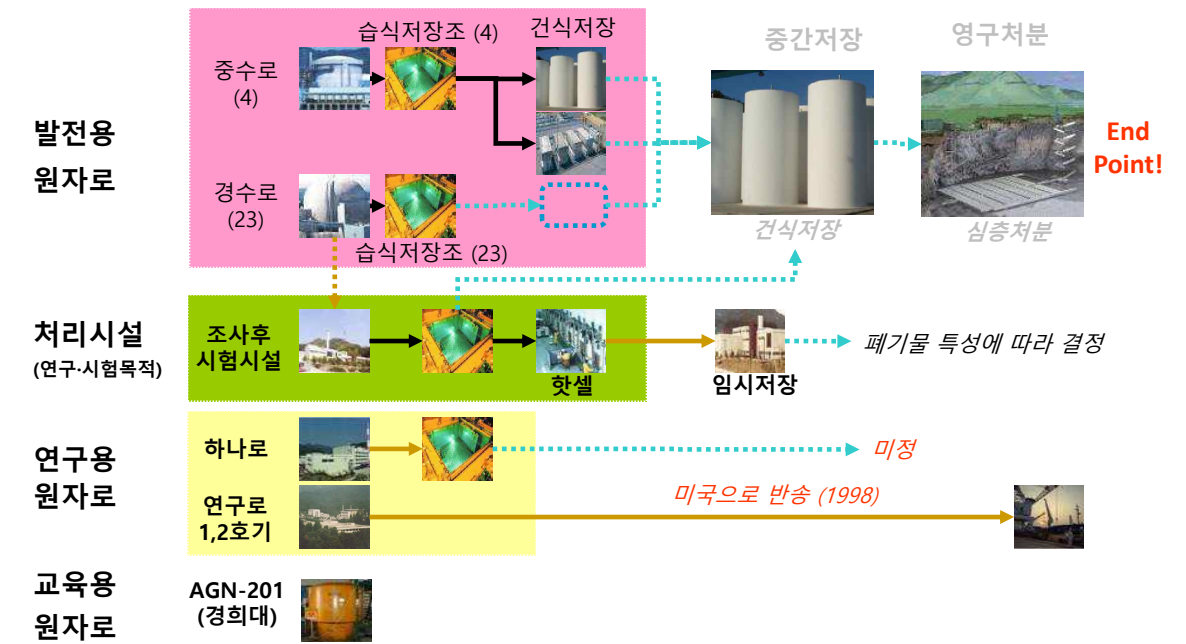 습식저장조 (4)
건식저장
중간저장
영구처분
중수로
(4)
발전용
원자로
End
Point!
경수로
(23)
습식저장조 (23)
건식저장
심층처분
처리시설
(연구·시험목적)
조사후
시험시설
핫셀
임시저장
폐기물 특성에 따라 결정
연구용
원자로
하나로
미정
연구로
1,2호기
미국으로 반송 (1998)
교육용
원자로
AGN-201
(경희대)